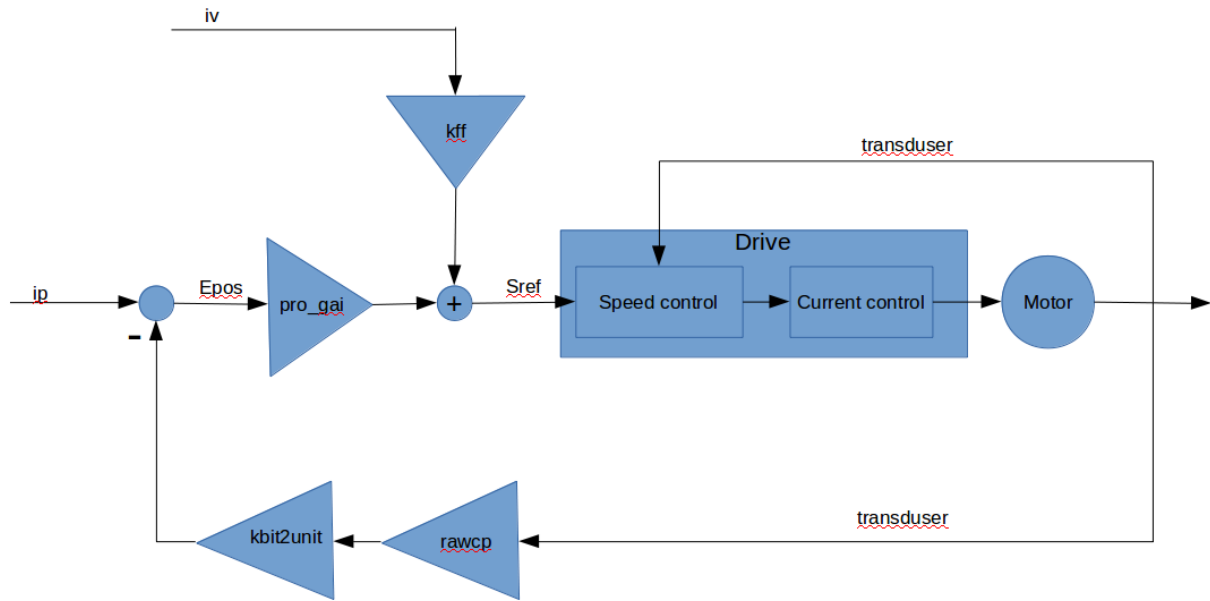 iv
kff
transduser
Drive
ip
Epos
pro_gai
+
Sref
Speed control
Current control
Motor
-
kbit2unit
rawcp
transduser